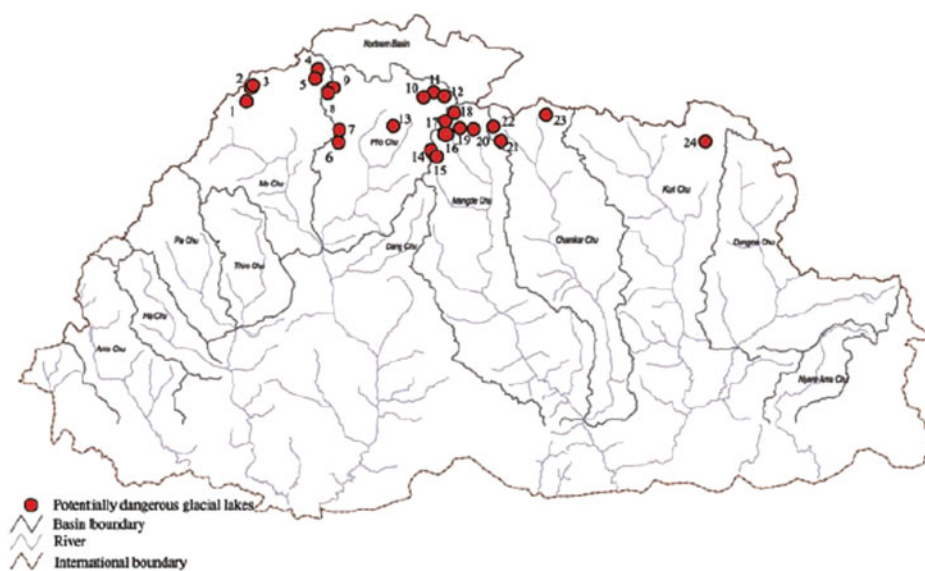 Northern Basin
4
11
2
3
5
9
10
12
1
8
18
22
23
7
13
17
Pho Chu
19
20
24
6
16
21
14
15
Mo Chu
Kuri Chu
Mangde Chu
Pa Chu
Dang Chu
Chamkar Chu
Thim Chu
Ha Chu
Amo Chu
Nyera Ama Chu
Potentially dangerous glacial lakes
Basin boundary
River
International boundary